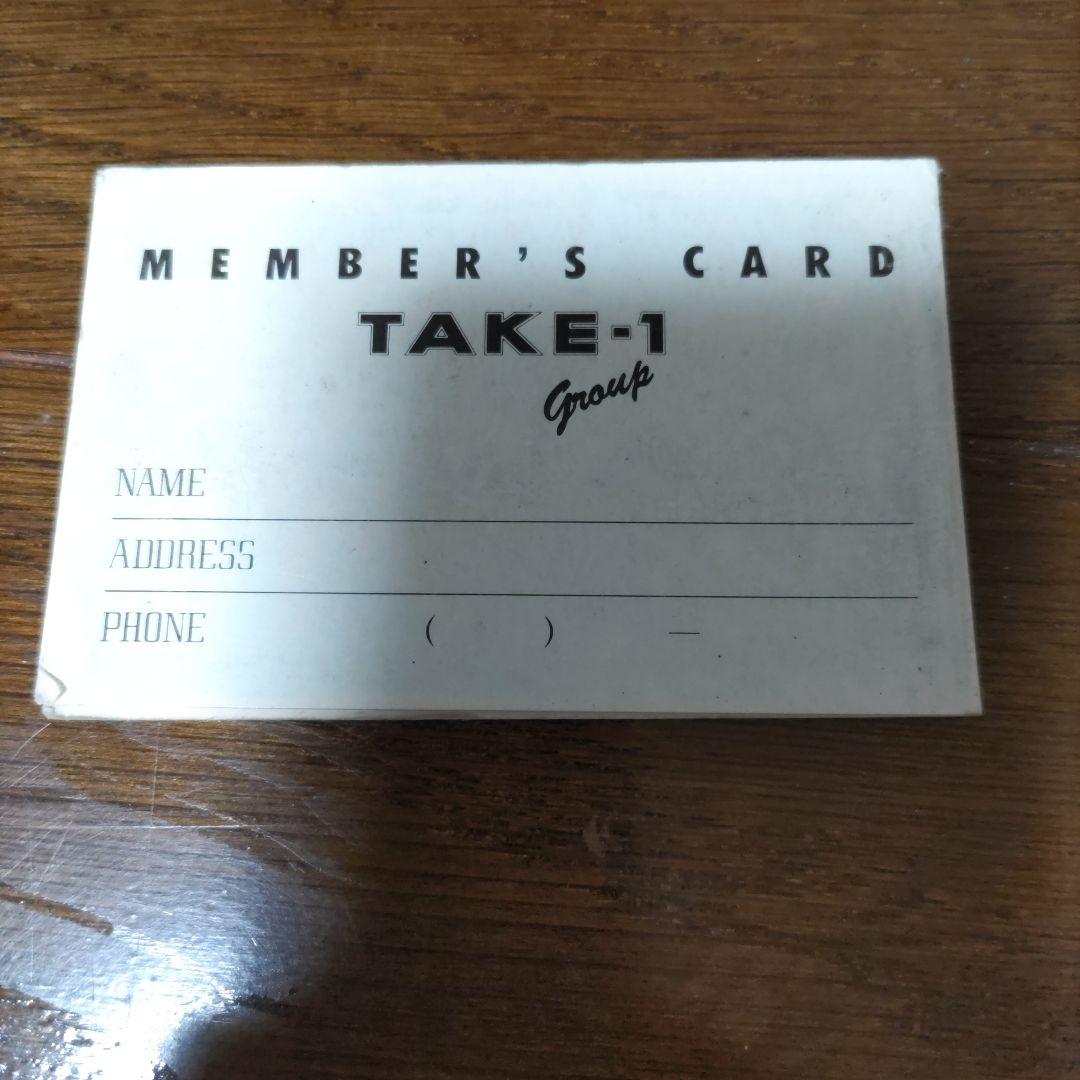 MEMBER'S CARD
TAKE-1
Group
NAME
ADDRESS
PHONE ( ) —